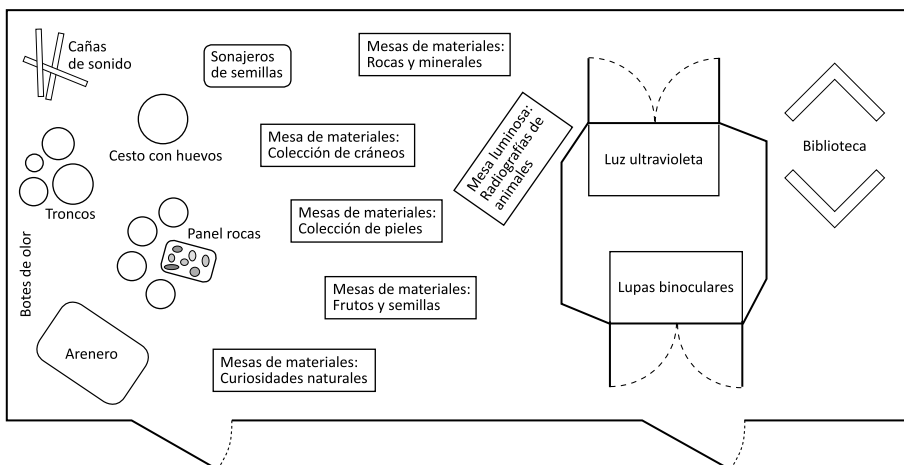 Cañas
de sonido
Sonajeros
de semillas
Mesas de materiales:
Rocas y minerales
Cesto con huevos
Mesa de materiales:
Colección de cráneos
Mesa luminosa:
Radiografías de
animales
Luz ultravioleta
Biblioteca
Troncos
Panel rocas
Mesas de materiales:
Colección de pieles
Botes de olor
Mesas de materiales:
Frutos y semillas
Lupas binoculares
Arenero
Mesas de materiales:
Curiosidades naturales